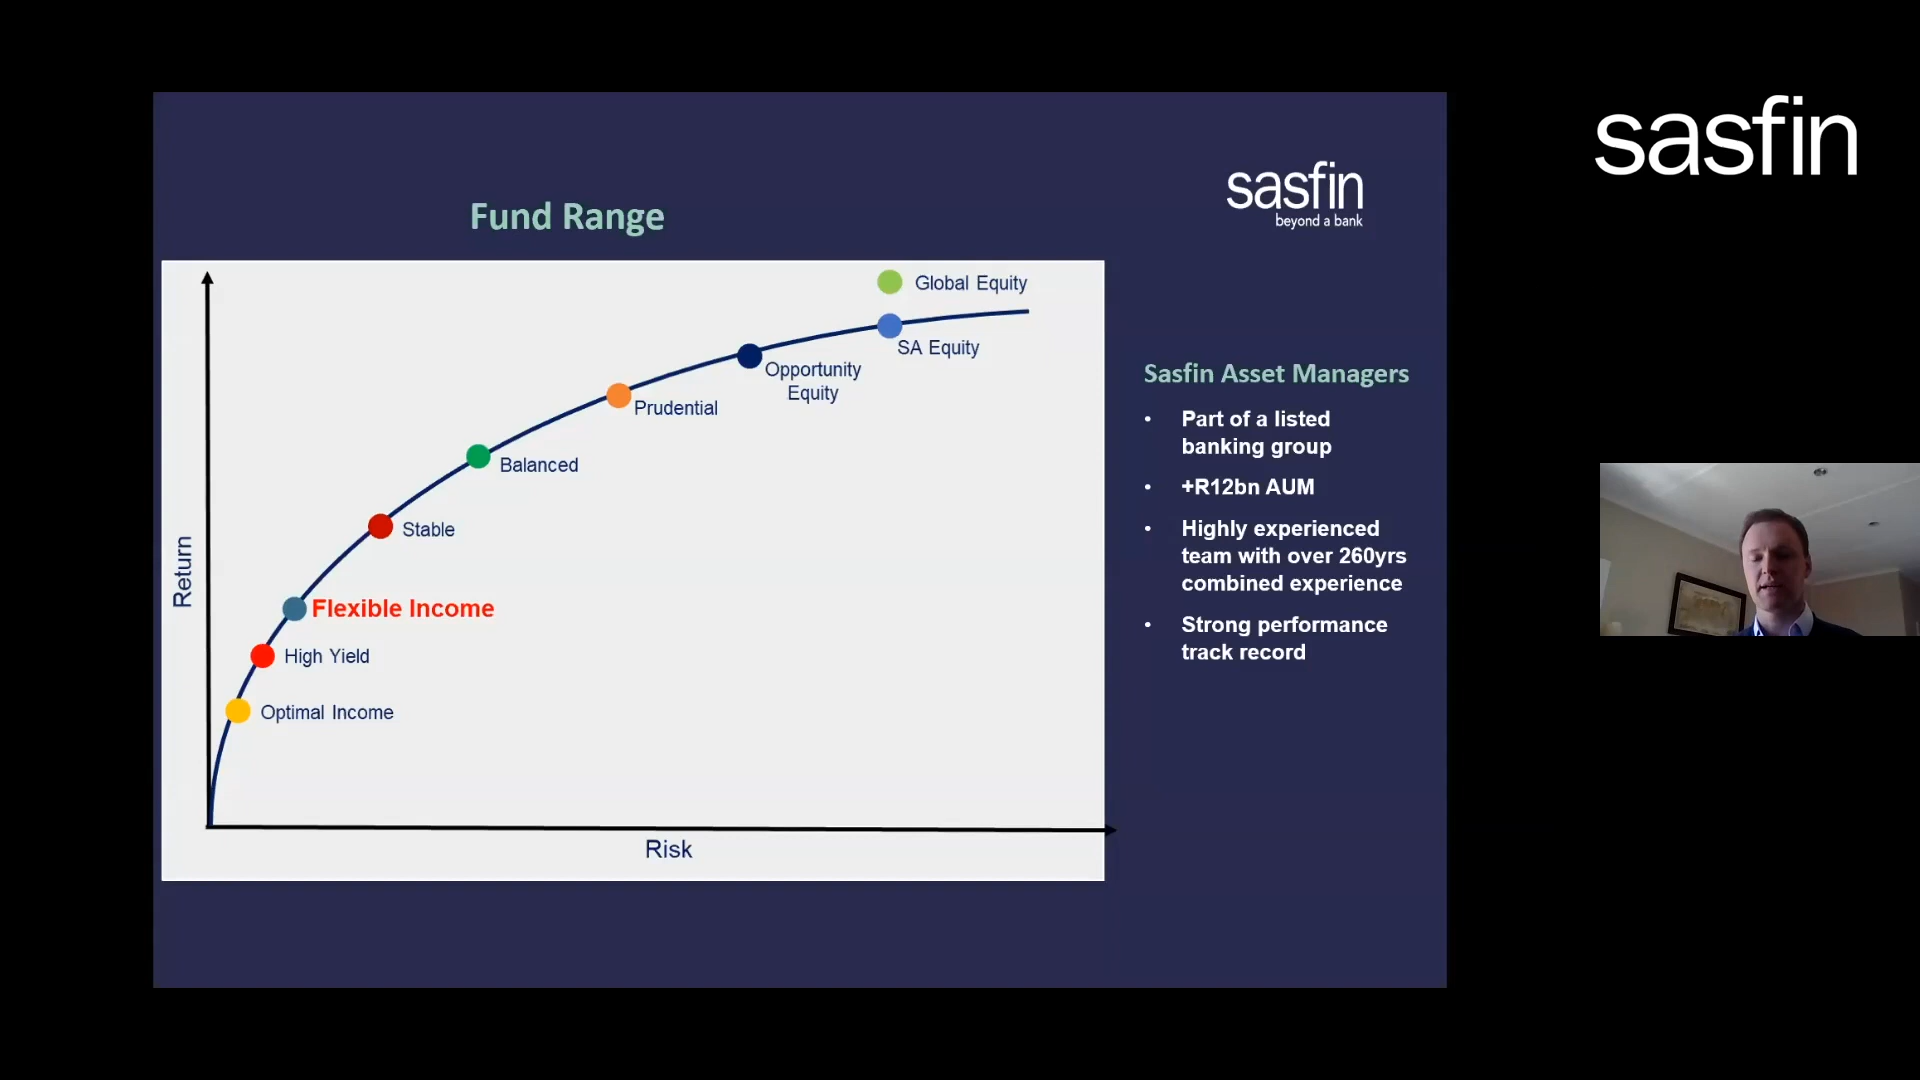 sasfin
sasfin
beyond a bank
Fund Range
Global Equity
SA Equity
Opportunity
Equity
Prudential
Balanced
Stable
Flexible Income
High Yield
Optimal Income
Return
Risk
Sasfin Asset Managers
• Part of a listed
banking group
• +R12bn AUM
• Highly experienced
team with over 260yrs
combined experience
• Strong performance
track record